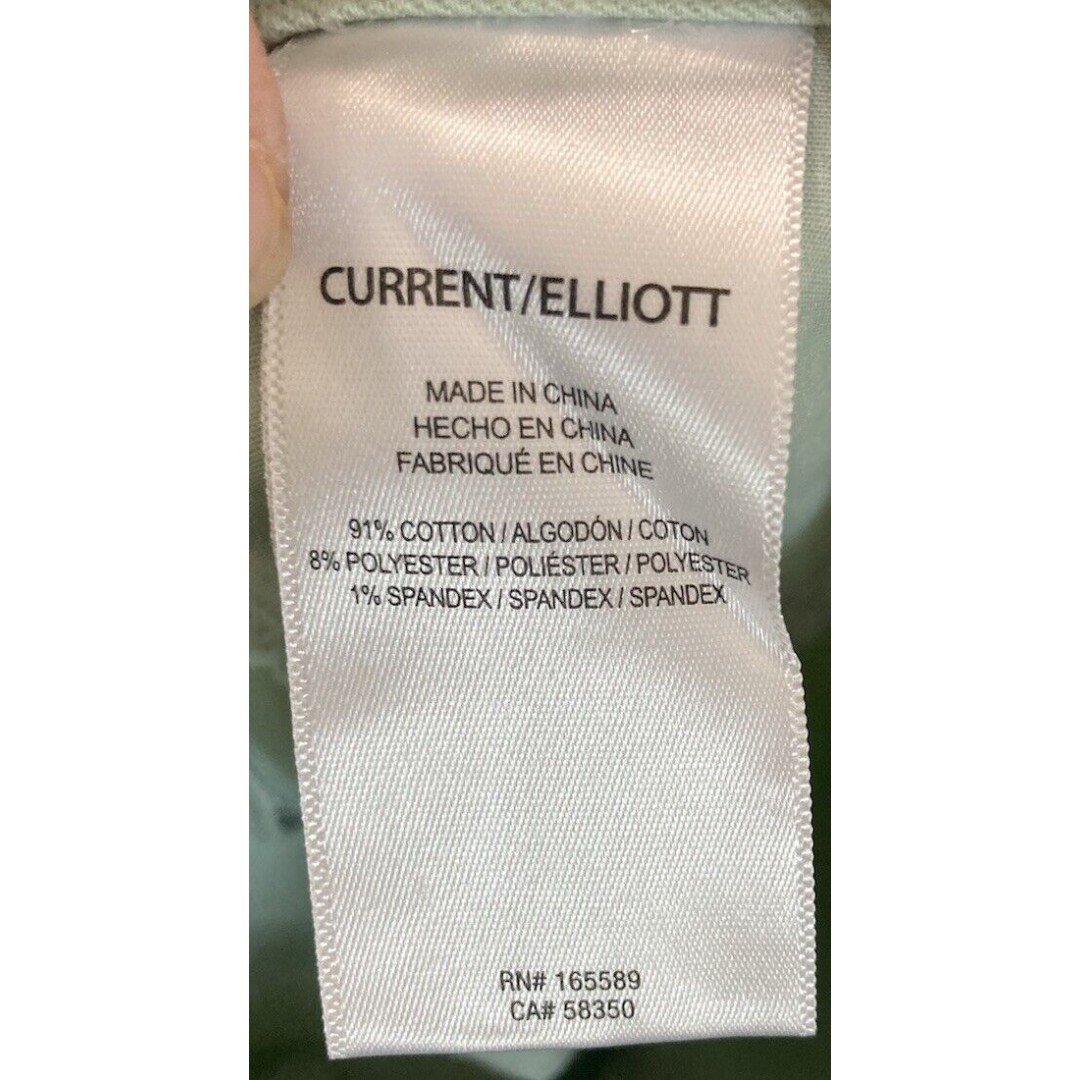 CURRENT/ELLIOTT
MADE IN CHINA
HECHO EN CHINA
FABRIQUÉ EN CHINE
91% COTTON / ALGODÓN / COTON
8% POLYESTER / POLIÉSTER / POLYESTER
1% SPANDEX / SPANDEX / SPANDEX
RN# 165589
CA# 58350